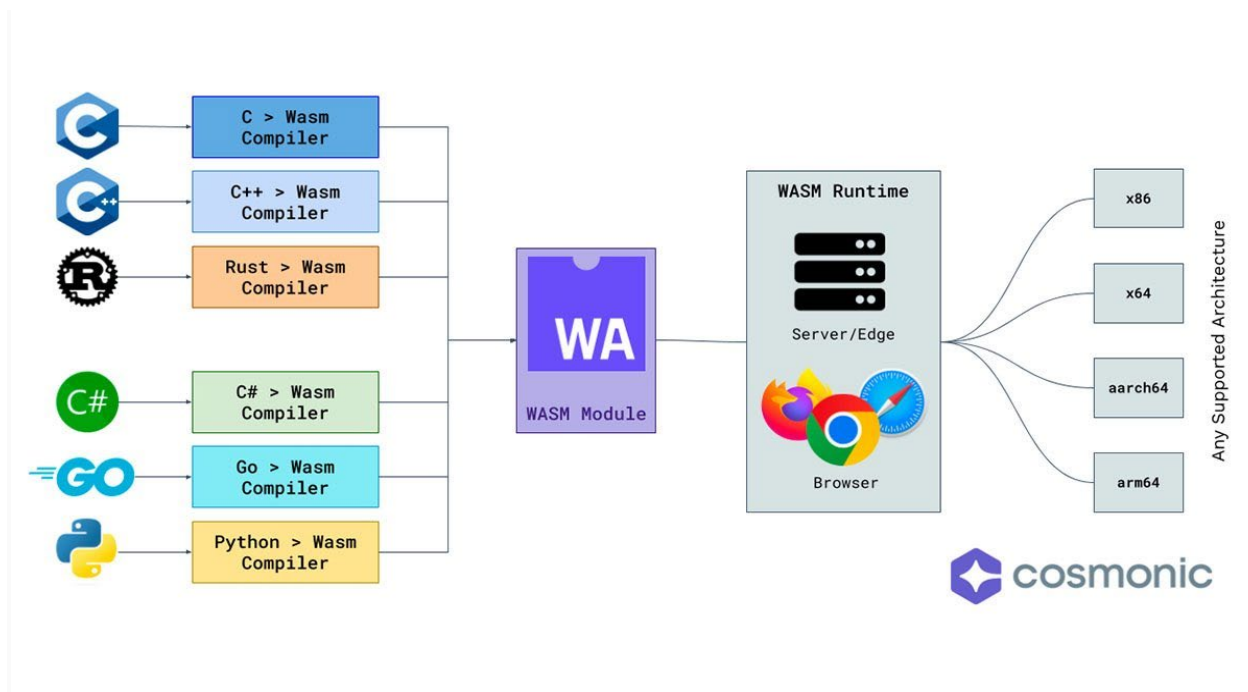 C
C > Wasm
Compiler
C++
C++ > Wasm
Compiler
R
Rust > Wasm
Compiler
C#
C# > Wasm
Compiler
GO
Go > Wasm
Compiler
Python > Wasm
Compiler
WA
WASM Module
WASM Runtime
Server/Edge
Browser
x86
x64
aarch64
arm64
Any Supported Architecture
cosmonic